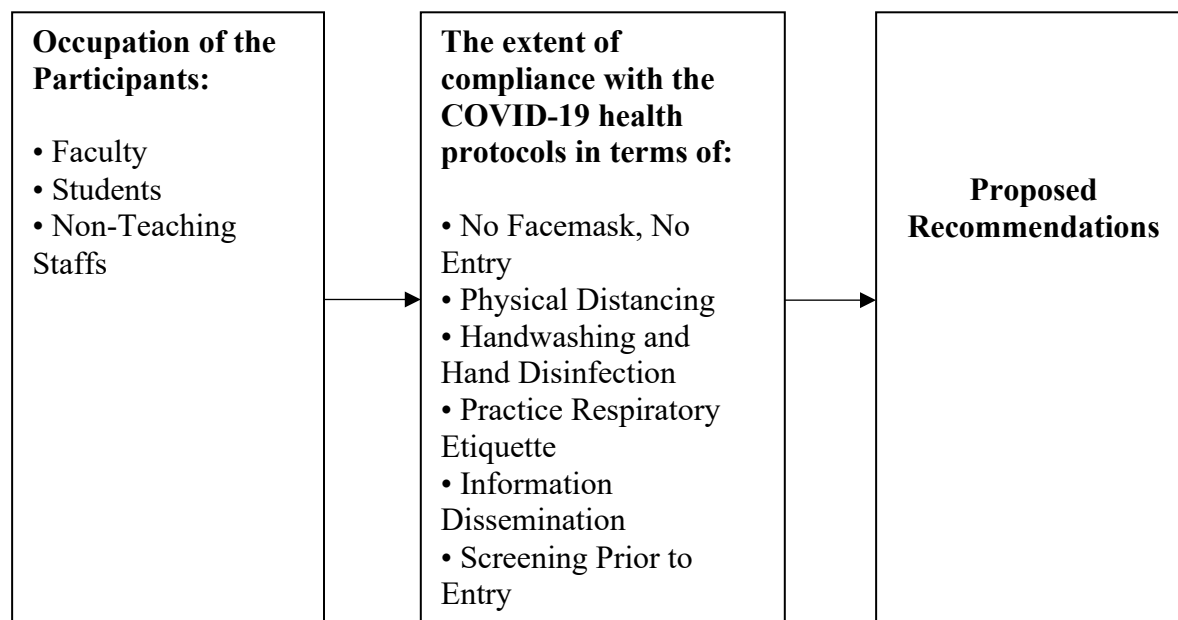 Occupation of the
Participants:
• Faculty
• Students
• Non-Teaching
Staffs
The extent of
compliance with the
COVID-19 health
protocols in terms of:
• No Facemask, No
Entry
• Physical Distancing
• Handwashing and
Hand Disinfection
• Practice Respiratory
Etiquette
• Information
Dissemination
• Screening Prior to
Entry
Proposed
Recommendations